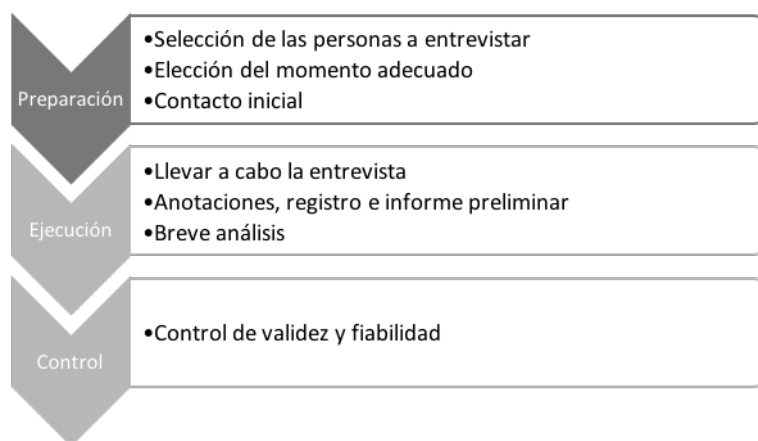 Preparación
•Selección de las personas a entrevistar
•Elección del momento adecuado
•Contacto inicial
Ejecución
•Llevar a cabo la entrevista
•Anotaciones, registro e informe preliminar
•Breve análisis
Control
•Control de validez y fiabilidad